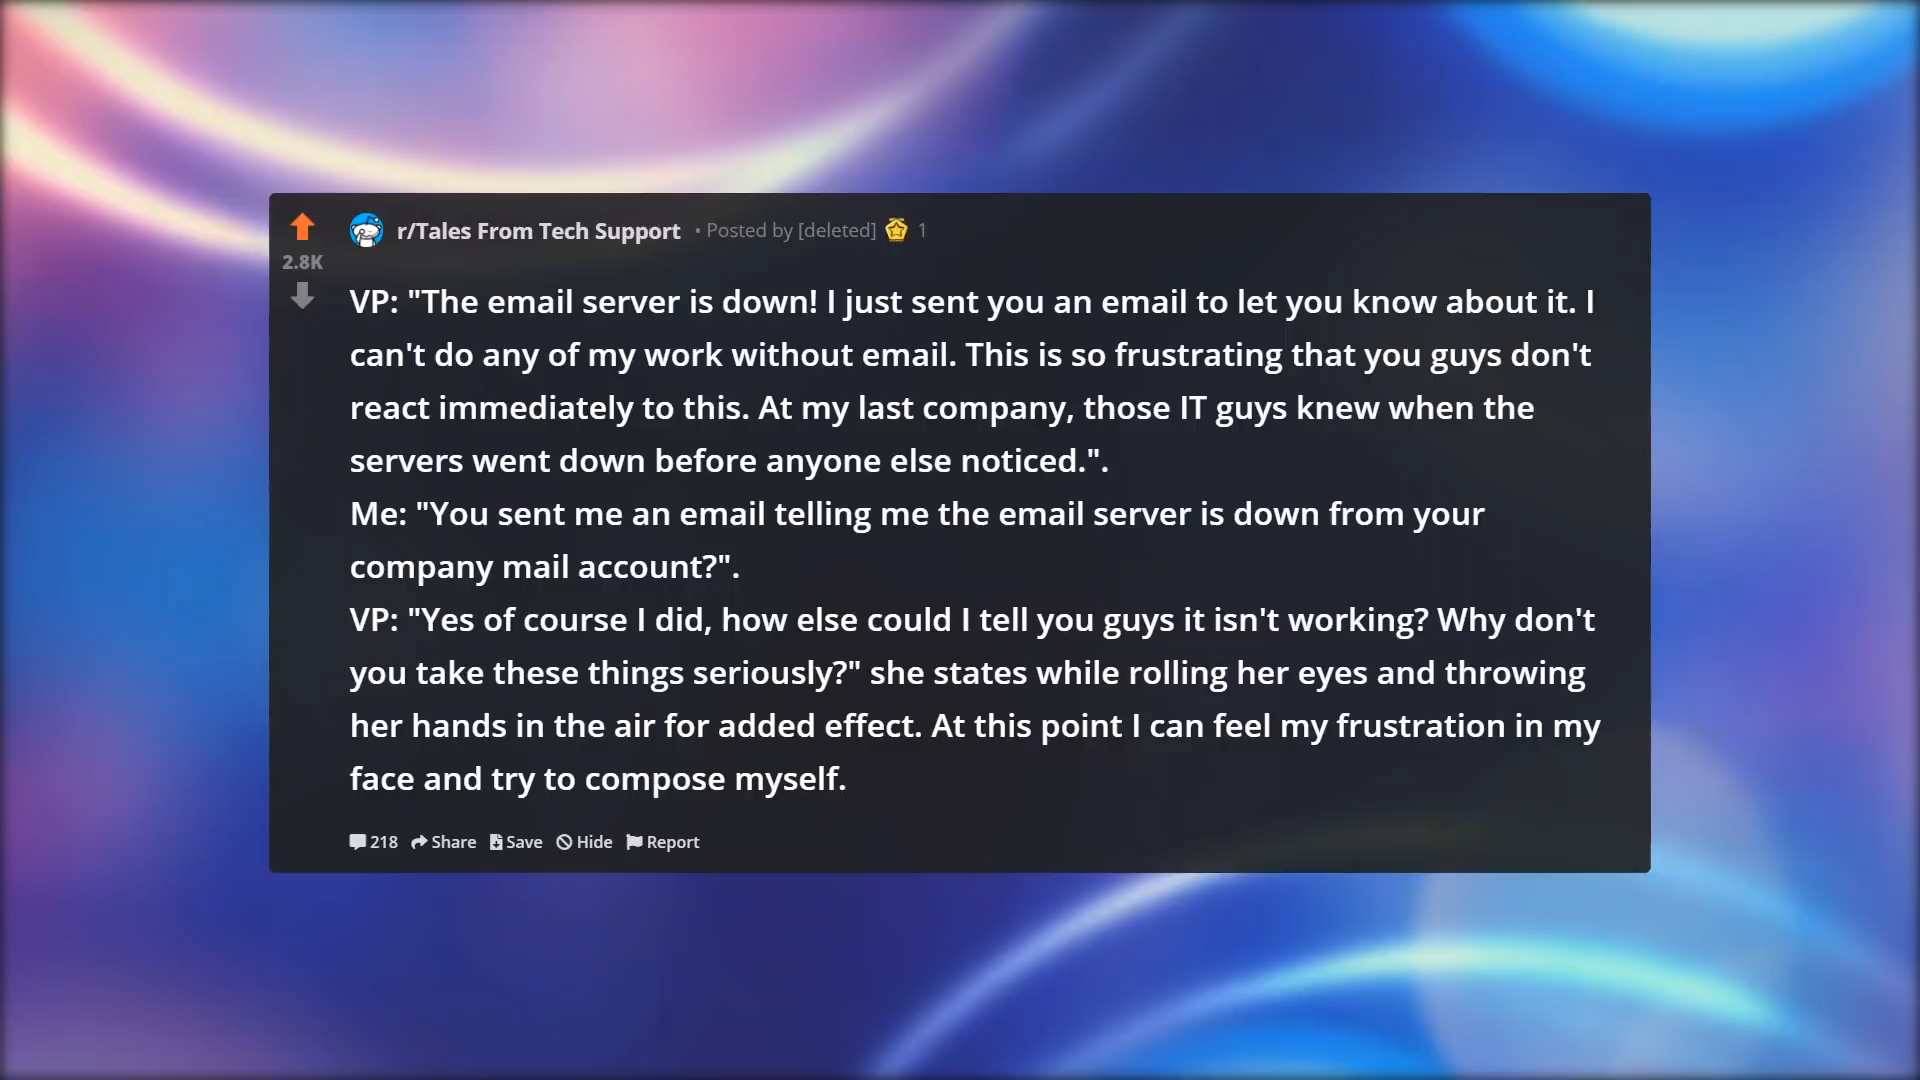 r/Tales From Tech Support • Posted by [deleted] 1
2.8K
VP: "The email server is down! I just sent you an email to let you know about it. I
can't do any of my work without email. This is so frustrating that you guys don't
react immediately to this. At my last company, those IT guys knew when the
servers went down before anyone else noticed.".
Me: "You sent me an email telling me the email server is down from your
company mail account?".
VP: "Yes of course I did, how else could I tell you guys it isn't working? Why don't
you take these things seriously?" she states while rolling her eyes and throwing
her hands in the air for added effect. At this point I can feel my frustration in my
face and try to compose myself.
218 Share Save Hide Report